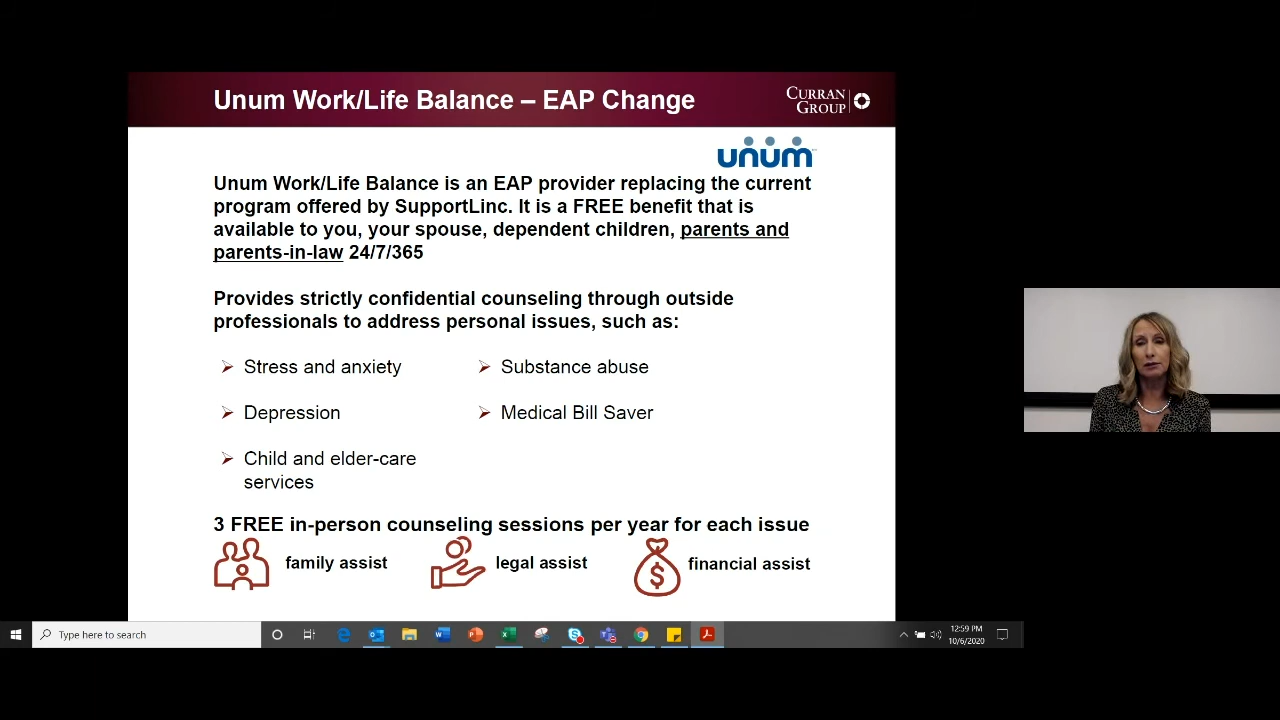 Unum Work/Life Balance – EAP Change
CURRAN
GROUP
unum
Unum Work/Life Balance is an EAP provider replacing the current
program offered by SupportLinc. It is a FREE benefit that is
available to you, your spouse, dependent children, parents and
parents-in-law 24/7/365
Provides strictly confidential counseling through outside
professionals to address personal issues, such as:
Stress and anxiety
Substance abuse
Depression
Medical Bill Saver
Child and elder-care
services
3 FREE in-person counseling sessions per year for each issue
family assist
legal assist
$
financial assist
Type here to search
12:59 PM
10/6/2020